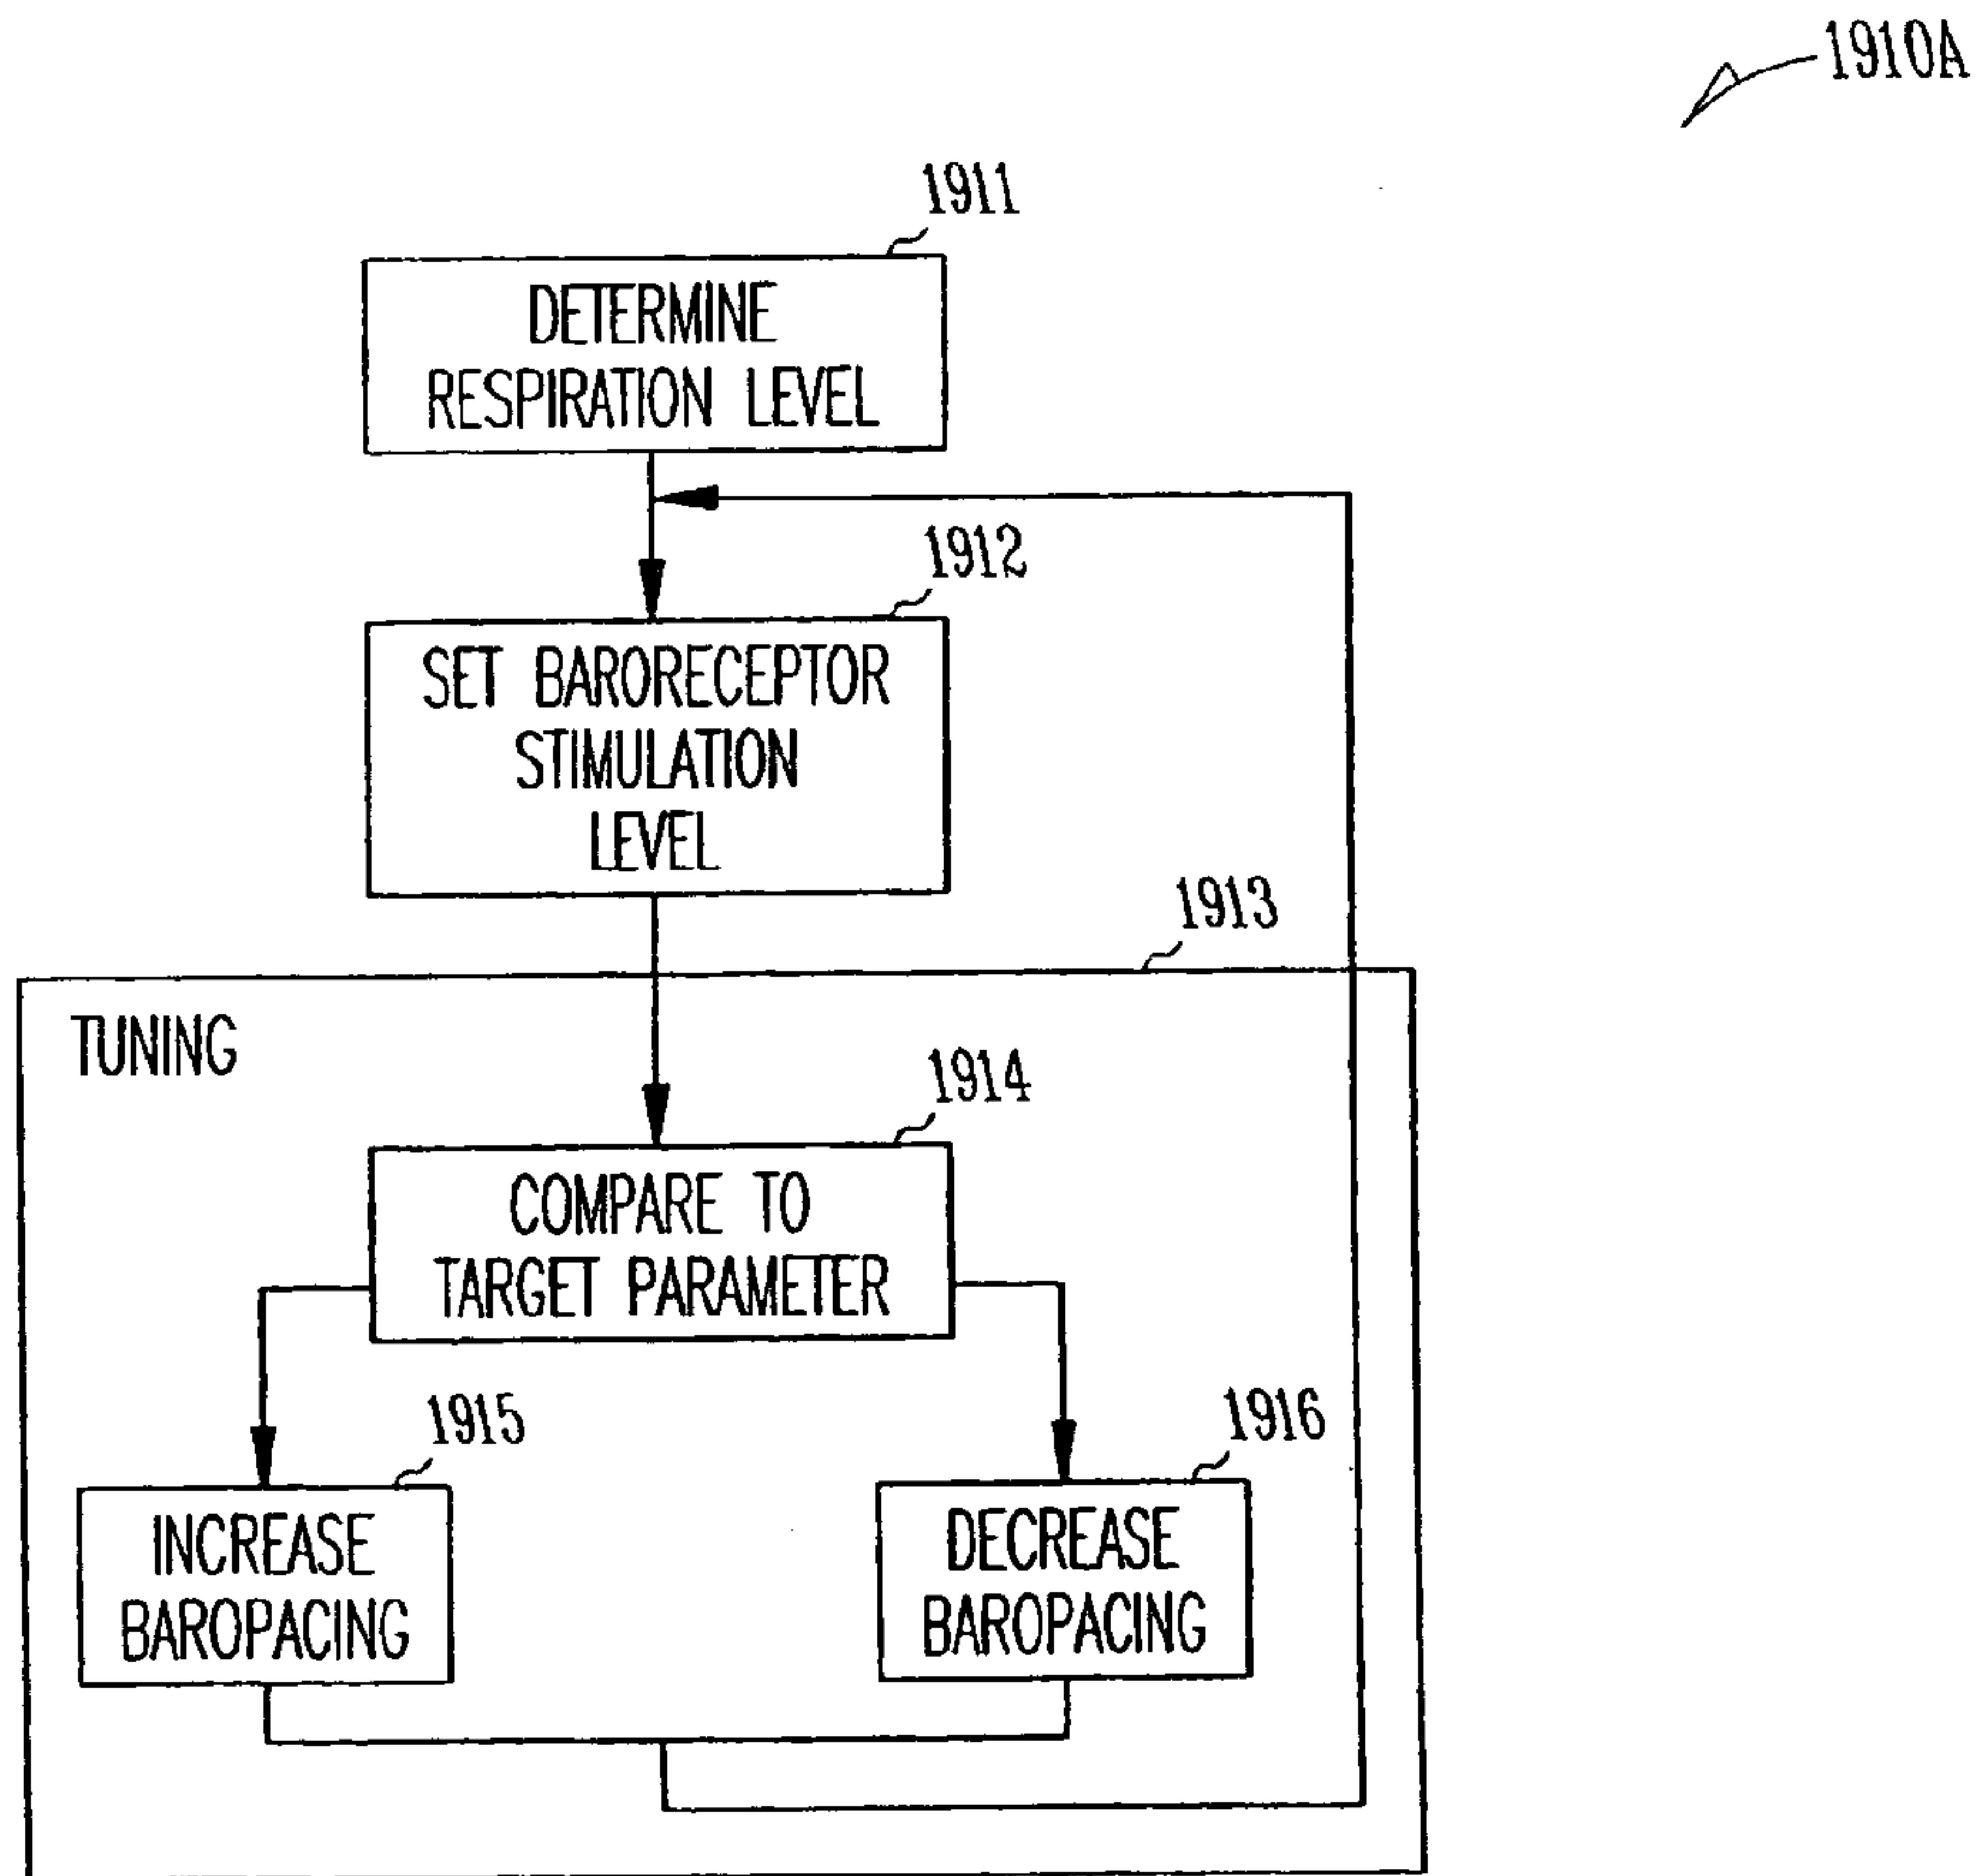 1910A
1911
DETERMINE
RESPIRATION LEVEL
1912
SET BARORECEPTOR
STIMULATION
LEVEL
1913
TUNING
1914
COMPARE TO
TARGET PARAMETER
1915
INCREASE
BAROPACING
1916
DECREASE
BAROPACING